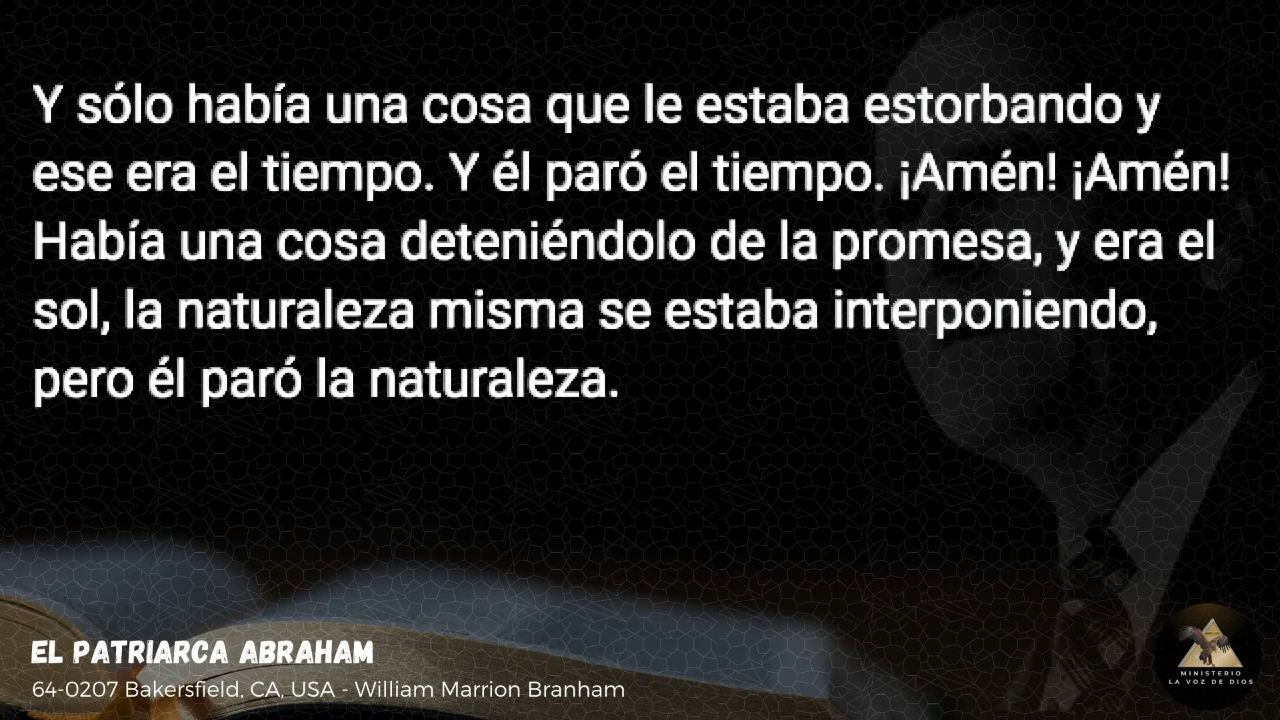 Y sólo había una cosa que le estaba estorbando y
ese era el tiempo. Y él paró el tiempo. ¡Amén! ¡Amén!
Había una cosa deteniéndolo de la promesa, y era el
sol, la naturaleza misma se estaba interponiendo,
pero él paró la naturaleza.
EL PATRIARCA ABRAHAM
64-0207 Bakersfield, CA, USA - William Marrion Branham
MINISTERIO
LA VOZ DE DIOS